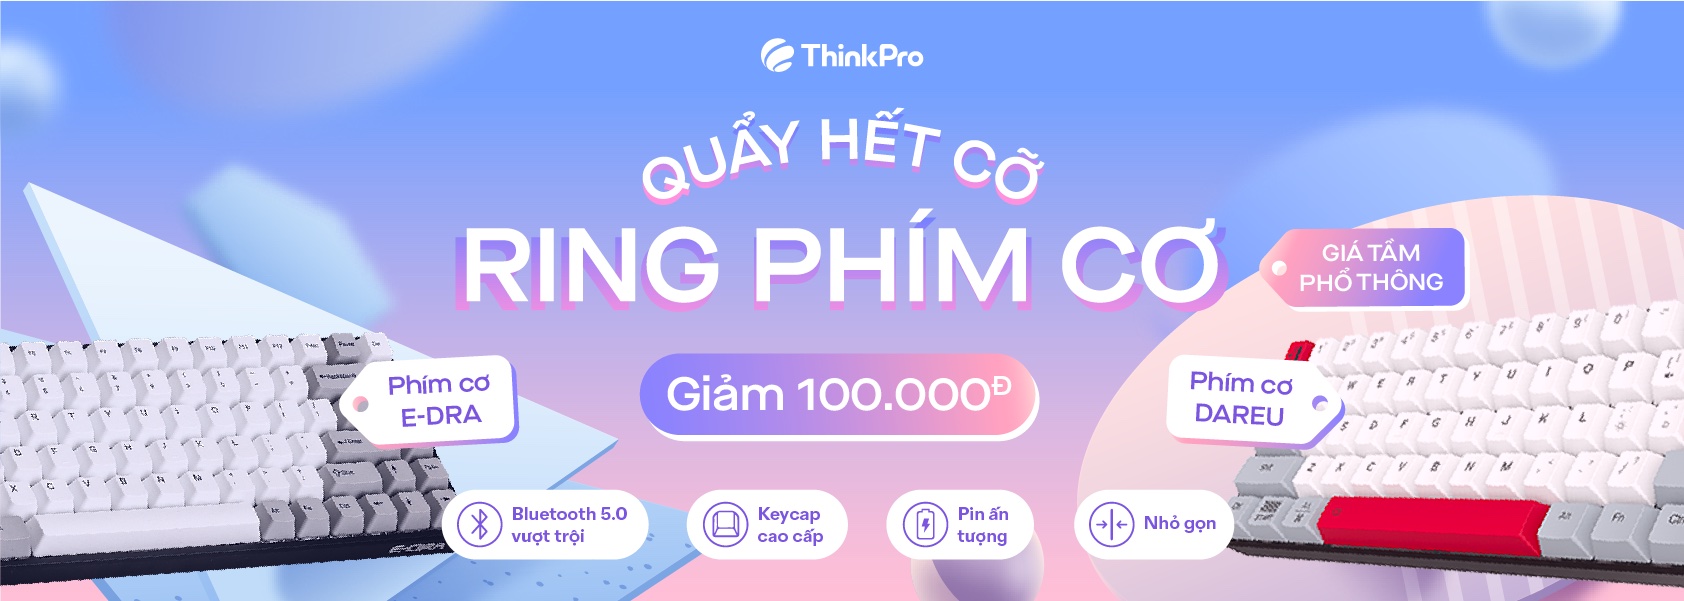 ThinkPro
QUẨY HẾT CỠ
RING PHÍM CƠ
GIÁ TẦM
PHỔ THÔNG
Giảm 100.000Đ
Phím cơ
E-DRA
Phím cơ
DAREU
Bluetooth 5.0
vượt trội
Keycap
cao cấp
Pin ấn
tượng
Nhỏ gọn
E-DRA